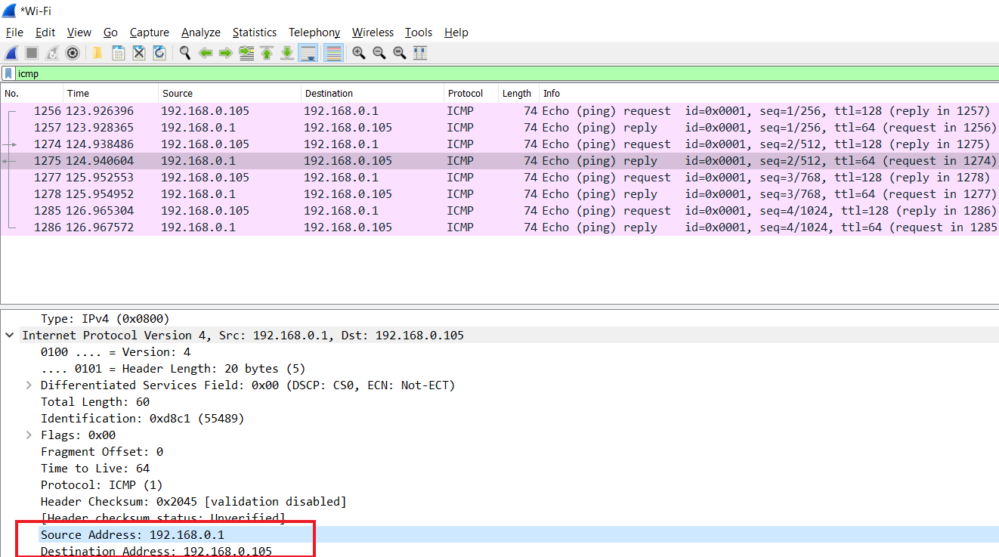 *Wi-Fi
File Edit View Go Capture Analyze Statistics Telephony Wireless Tools Help
icmp
No. Time Source Destination Protocol Length Info
1256 123.926396 192.168.0.105 192.168.0.1 ICMP 74 Echo (ping) request id=0x0001, seq=1/256, ttl=128 (reply in 1257)
1257 123.928365 192.168.0.1 192.168.0.105 ICMP 74 Echo (ping) reply id=0x0001, seq=1/256, ttl=64 (request in 1256)
1274 124.938486 192.168.0.105 192.168.0.1 ICMP 74 Echo (ping) request id=0x0001, seq=2/512, ttl=128 (reply in 1275)
1275 124.940604 192.168.0.1 192.168.0.105 ICMP 74 Echo (ping) reply id=0x0001, seq=2/512, ttl=64 (request in 1274)
1277 125.952553 192.168.0.105 192.168.0.1 ICMP 74 Echo (ping) request id=0x0001, seq=3/768, ttl=128 (reply in 1278)
1278 125.954952 192.168.0.1 192.168.0.105 ICMP 74 Echo (ping) reply id=0x0001, seq=3/768, ttl=64 (request in 1277)
1285 126.965304 192.168.0.105 192.168.0.1 ICMP 74 Echo (ping) request id=0x0001, seq=4/1024, ttl=128 (reply in 1286)
1286 126.967572 192.168.0.1 192.168.0.105 ICMP 74 Echo (ping) reply id=0x0001, seq=4/1024, ttl=64 (request in 1285
Type: IPv4 (0x0800)
Internet Protocol Version 4, Src: 192.168.0.1, Dst: 192.168.0.105
0100 .... = Version: 4
.... 0101 = Header Length: 20 bytes (5)
Differentiated Services Field: 0x00 (DSCP: CS0, ECN: Not-ECT)
Total Length: 60
Identification: 0xd8c1 (55489)
Flags: 0x00
Fragment Offset: 0
Time to Live: 64
Protocol: ICMP (1)
Header Checksum: 0x2045 [validation disabled]
[Header checksum status: Unverified]
Source Address: 192.168.0.1
Destination Address: 192.168.0.105